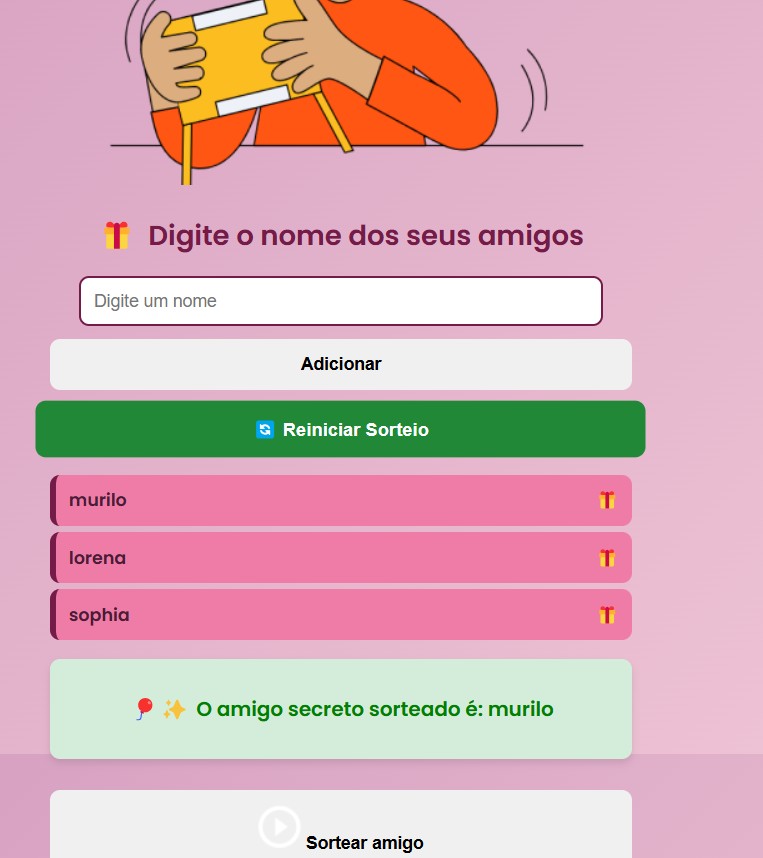 Digite o nome dos seus amigos
Digite um nome
Adicionar
Reiniciar Sorteio
murilo
lorena
sophia
O amigo secreto sorteado é: murilo
Sortear amigo